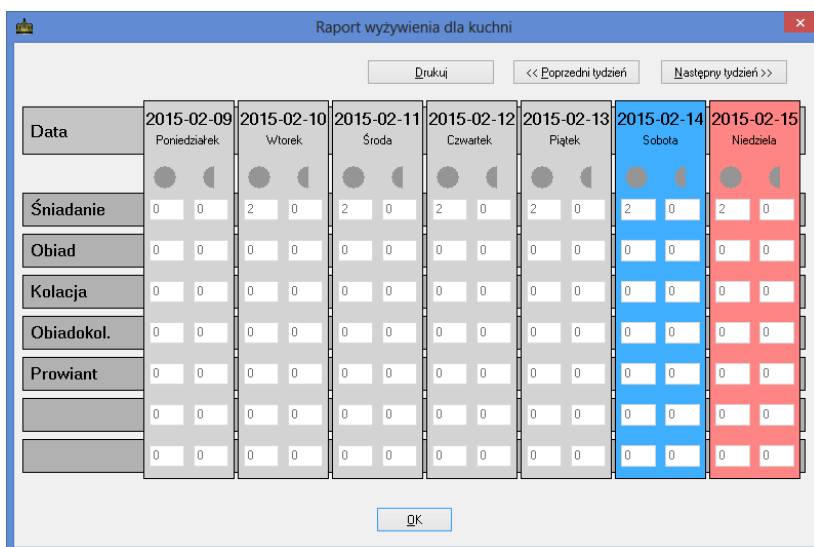 Raport wyżywienia dla kuchni
Drukuj << Poprzedni tydzień Następny tydzień >>
Data 2015-02-09 2015-02-10 2015-02-11 2015-02-12 2015-02-13 2015-02-14 2015-02-15
Poniedziałek Wtorek Środa Czwartek Piątek Sobota Niedziela
Śniadanie 0 0 2 0 2 0 2 0 2 0 2 0 2 0
Obiad 0 0 0 0 0 0 0 0 0 0 0 0 0 0
Kolacja 0 0 0 0 0 0 0 0 0 0 0 0 0 0
Obiadokol. 0 0 0 0 0 0 0 0 0 0 0 0 0 0
Prowiant 0 0 0 0 0 0 0 0 0 0 0 0 0 0
0 0 0 0 0 0 0 0 0 0 0 0 0 0
0 0 0 0 0 0 0 0 0 0 0 0 0 0
OK